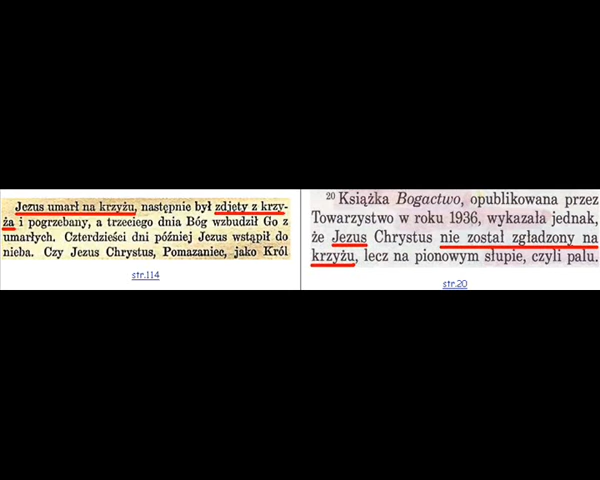 Jezus umarł na krzyżu, następnie był zdjęty z krzy-
ża i pogrzebany, a trzeciego dnia Bóg wzbudził Go z
umarłych. Czterdzieści dni później Jezus wstąpił do
nieba. Czy Jezus Chrystus, Pomazaniec, jako Król
str.114
20 Książka Bogactwo, opublikowana przez
Towarzystwo w roku 1936, wykazała jednak,
że Jezus Chrystus nie został zgładzony na
krzyżu, lecz na pionowym słupie, czyli palu.
str.20